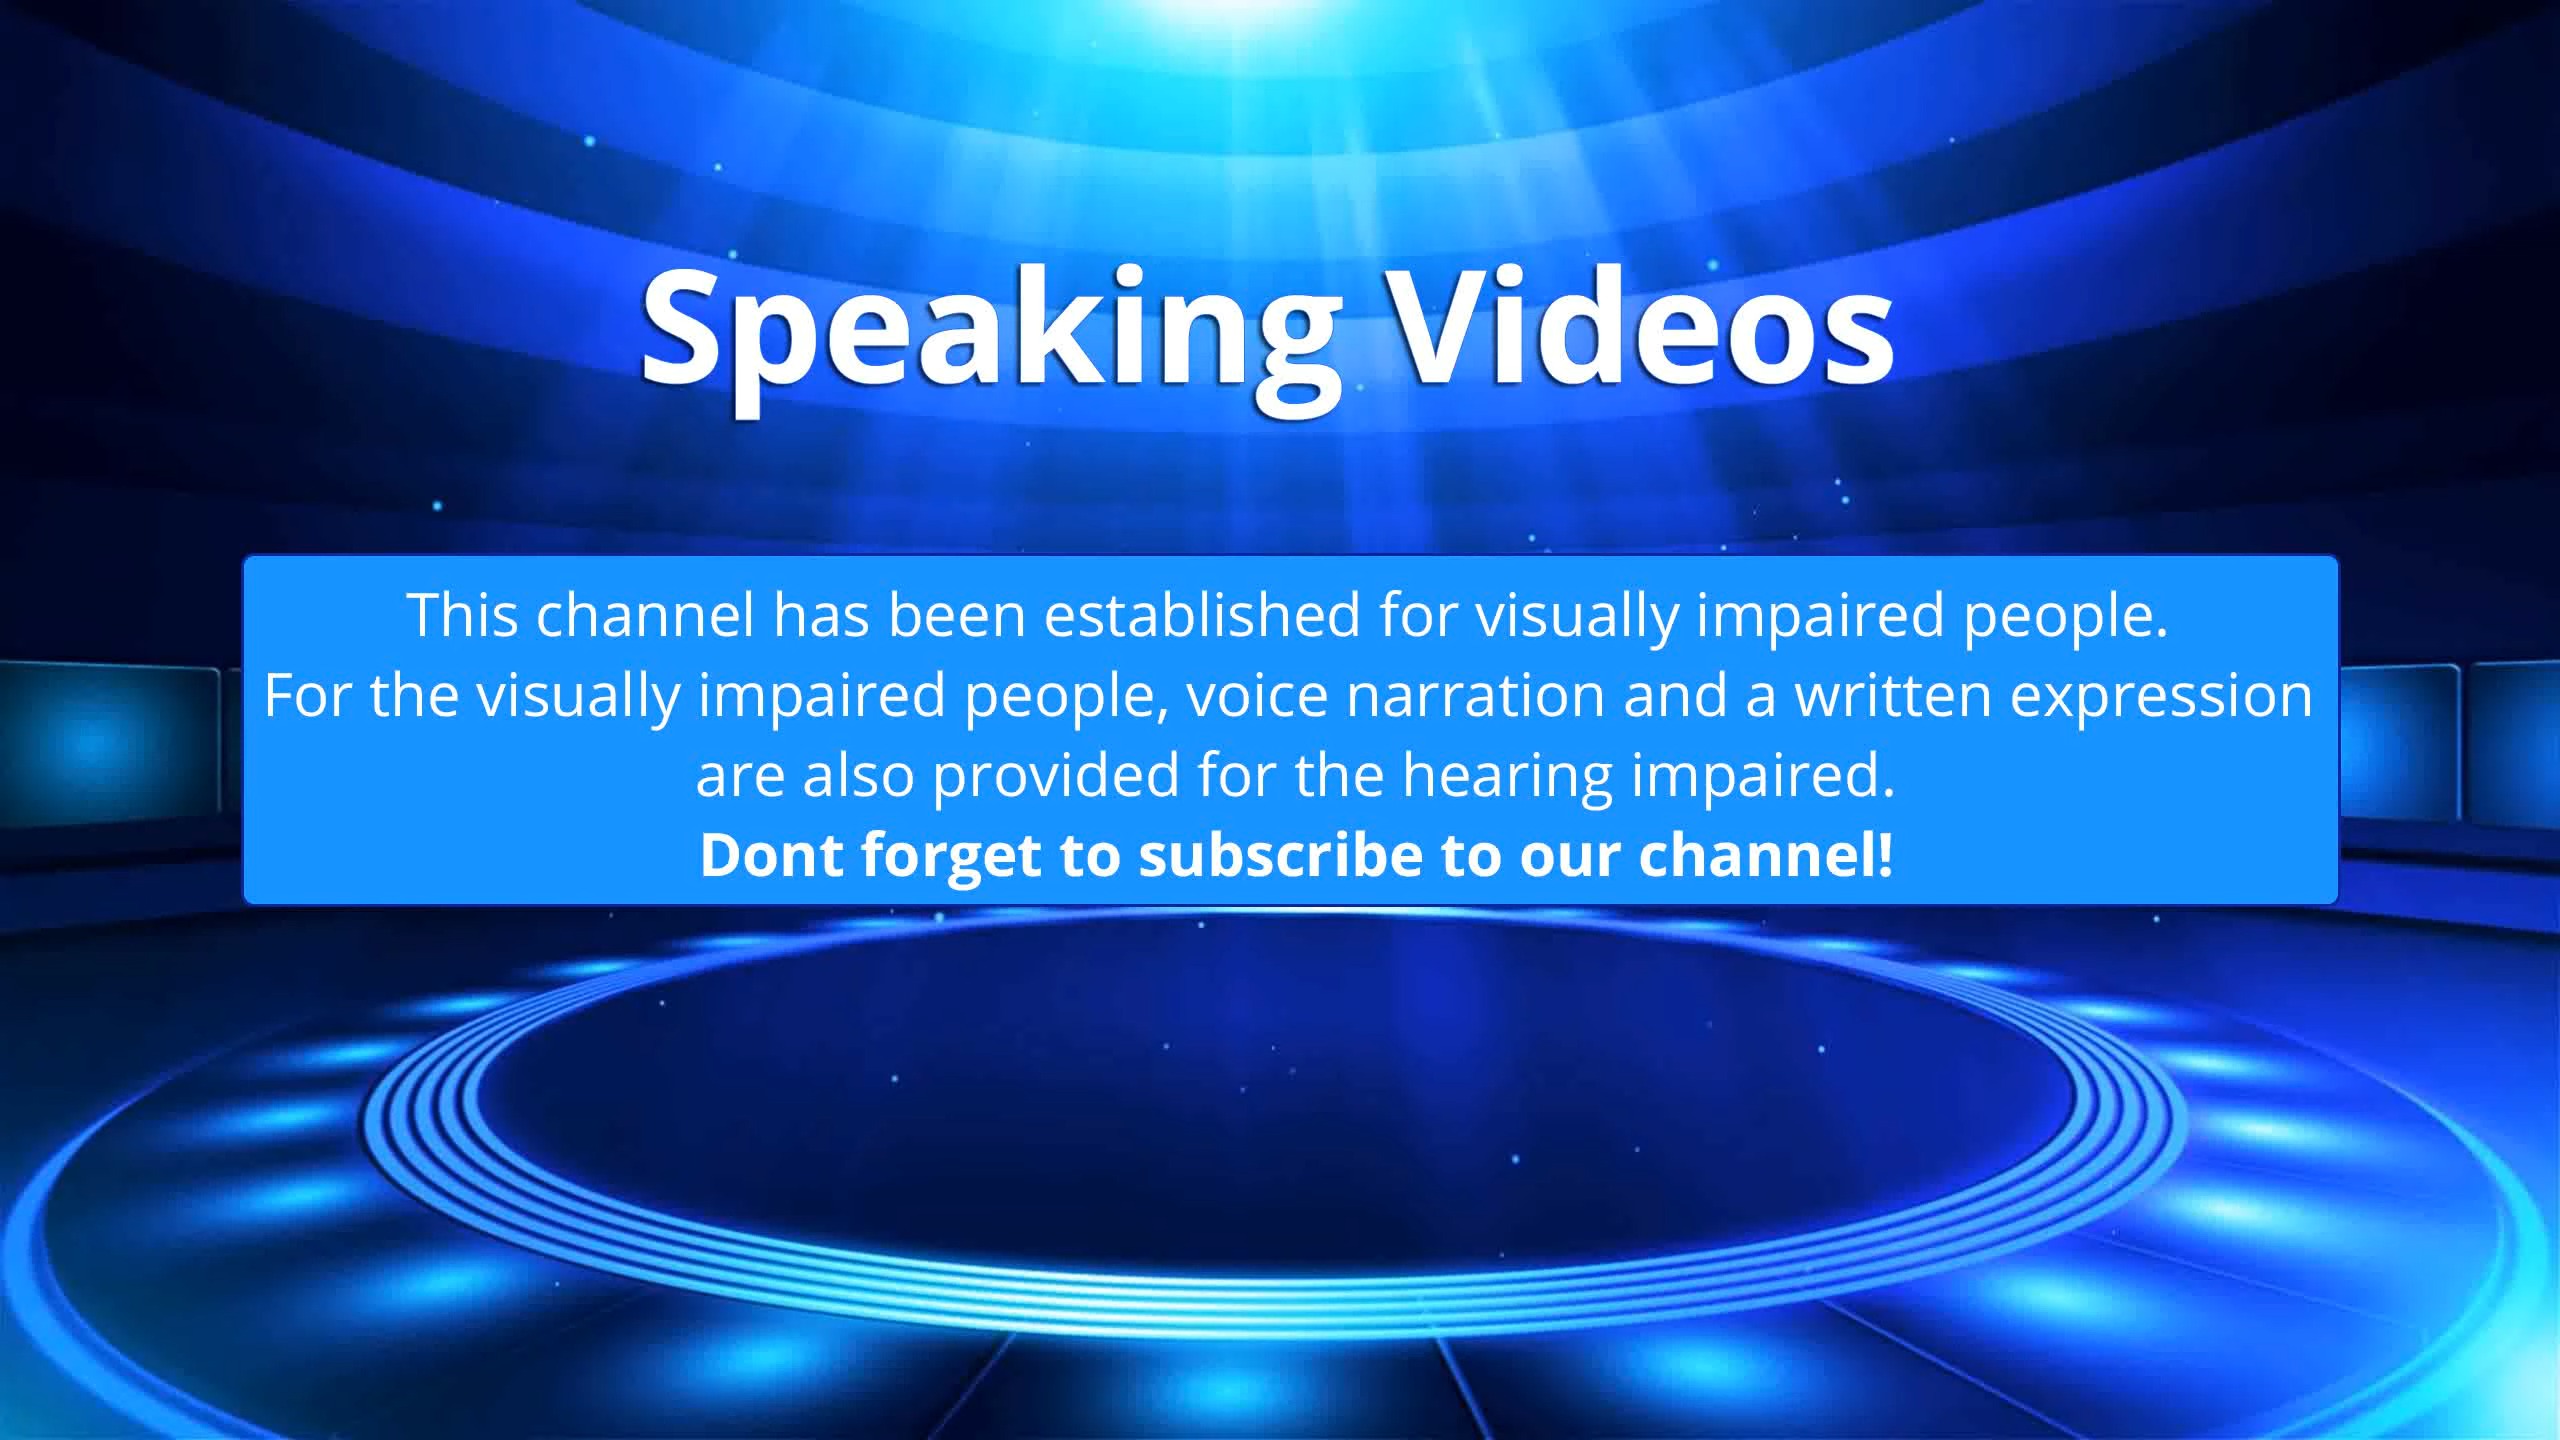 Speaking Videos
This channel has been established for visually impaired people.
For the visually impaired people, voice narration and a written expression
are also provided for the hearing impaired.
Dont forget to subscribe to our channel!